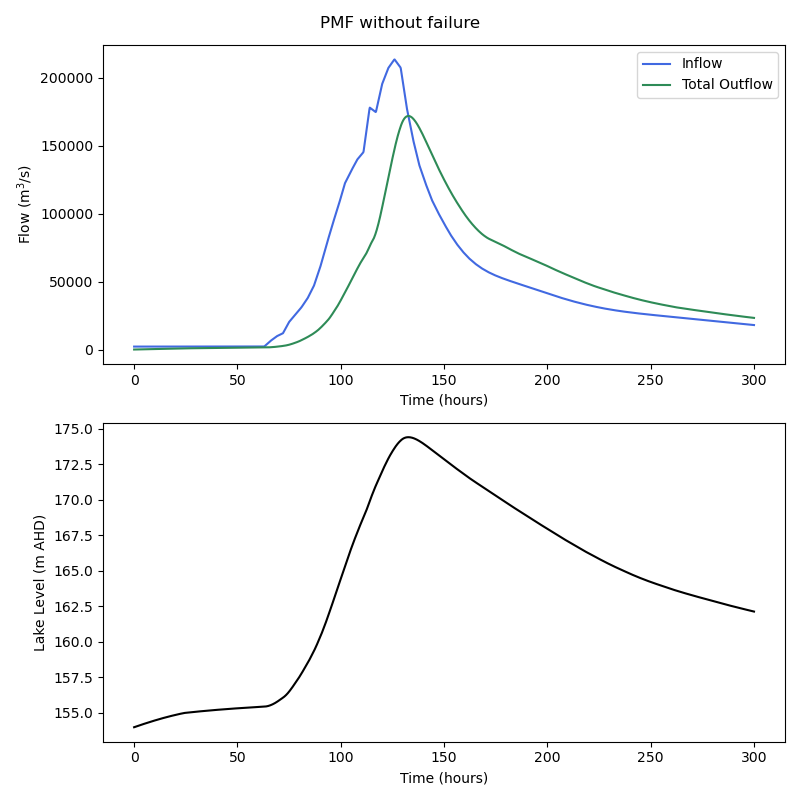 PMF without failure
Inflow
Total Outflow
200000
150000
100000
50000
0
Flow (m³/s)
0 50 100 150 200 250 300
Time (hours)
175.0
172.5
170.0
167.5
165.0
162.5
160.0
157.5
155.0
Lake Level (m AHD)
0 50 100 150 200 250 300
Time (hours)